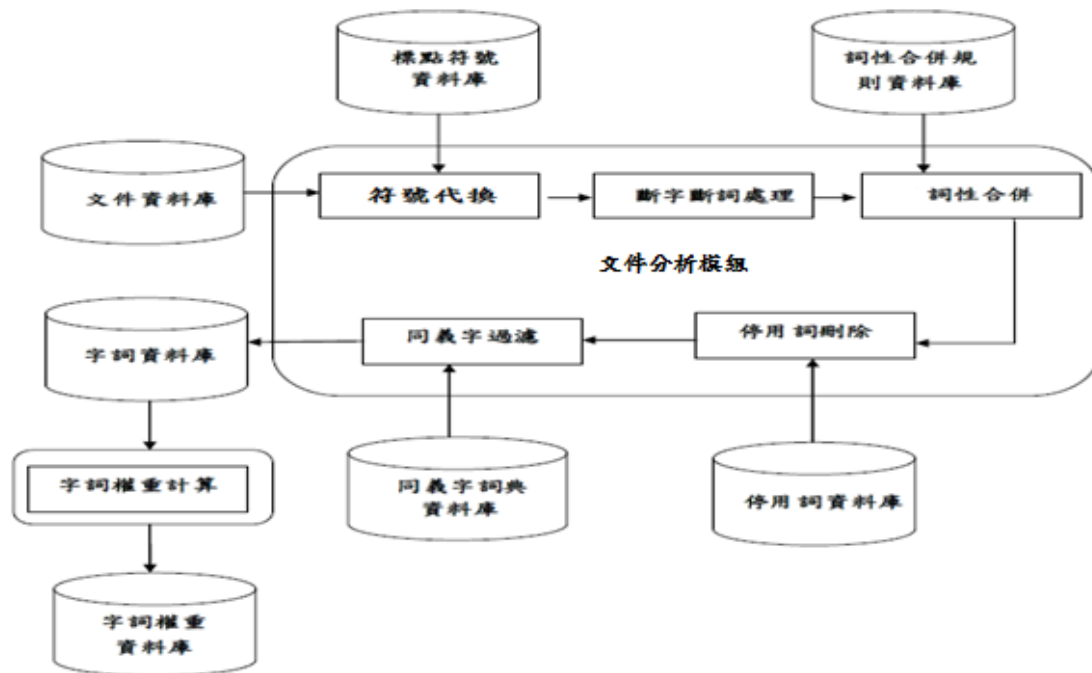 標點符號
資料庫
詞性合併規
則資料庫
文件資料庫
符號代換
斷字斷詞處理
詞性合併
文件分析模組
字詞資料庫
同義字過濾
停用詞刪除
字詞權重計算
同義字詞典
資料庫
停用詞資料庫
字詞權重
資料庫